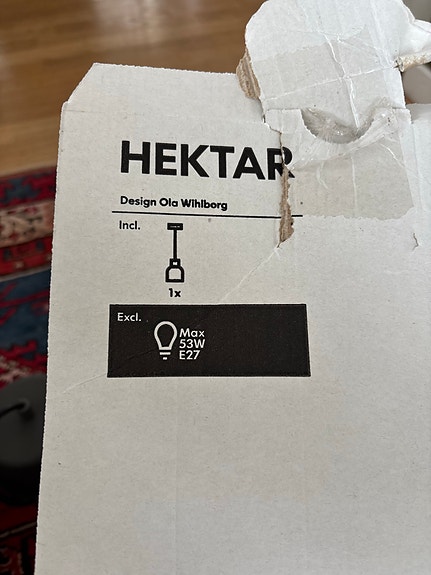 HEKTAR
Design Ola Wihlborg
Incl.
1x
Excl.
Max
53W
E27